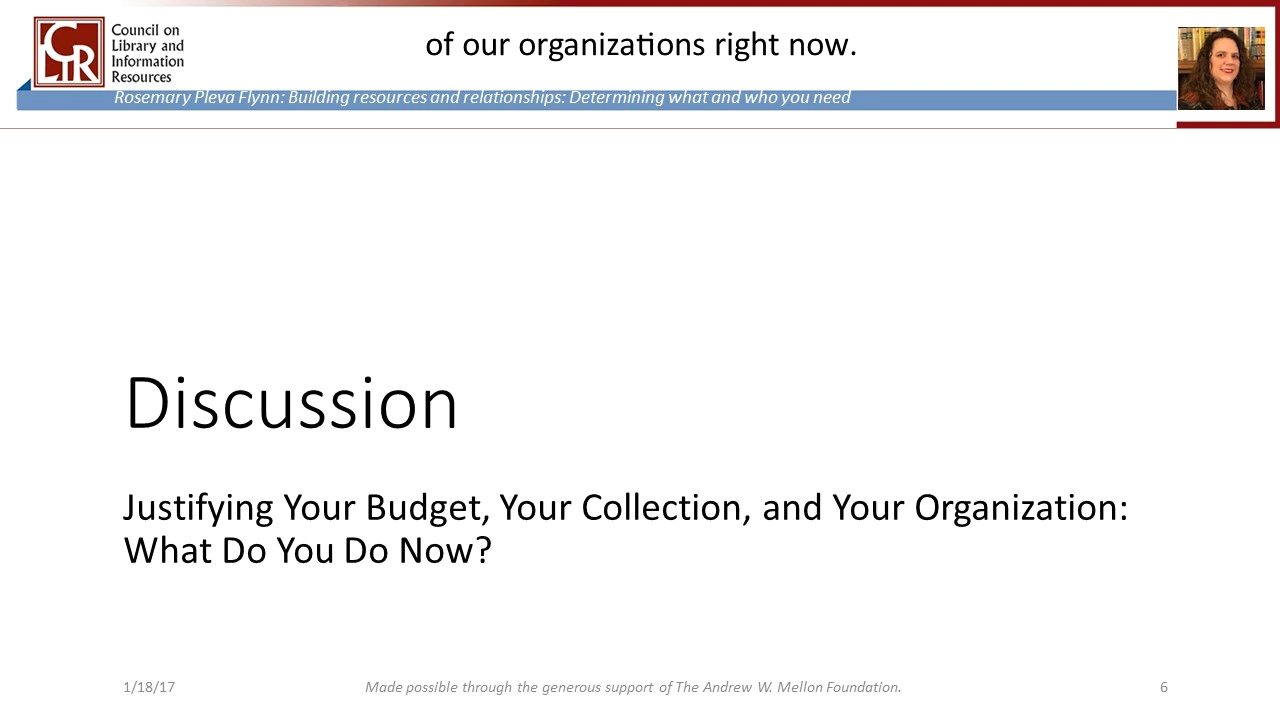 CLIR
Council on
Library and
Information
Resources
of our organizations right now.
Rosemary Pleva Flynn: Building resources and relationships: Determining what and who you need
Discussion
Justifying Your Budget, Your Collection, and Your Organization:
What Do You Do Now?
1/18/17
Made possible through the generous support of The Andrew W. Mellon Foundation.
6